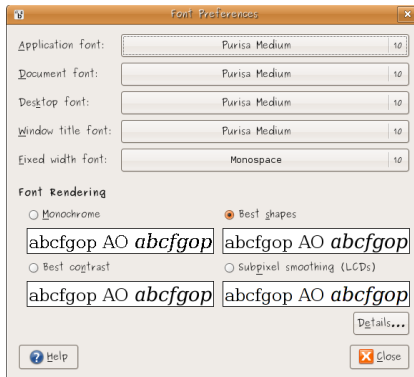 Font Preferences
Application font: Purisa Medium 10
Document font: Purisa Medium 10
Desktop font: Purisa Medium 10
Window title font: Purisa Medium 10
Fixed width font: Monospace 10
Font Rendering
Monochrome Best shapes
abcfgop AO abcfgop abcfgop AO abcfgop
Best contrast Subpixel smoothing (LCDs)
abcfgop AO abcfgop abcfgop AO abcfgop
Details...
Help Close